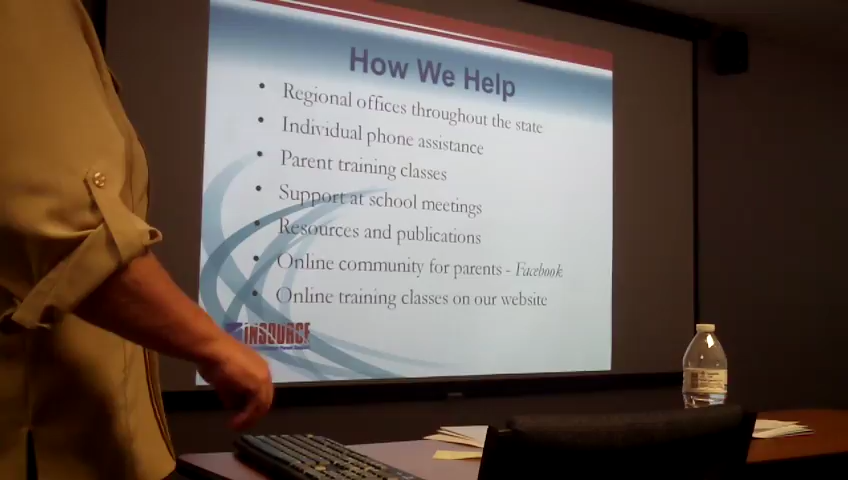 How We Help
• Regional offices throughout the state
• Individual phone assistance
• Parent training classes
• Support at school meetings
• Resources and publications
• Online community for parents - Facebook
• Online training classes on our website
INSOURCE